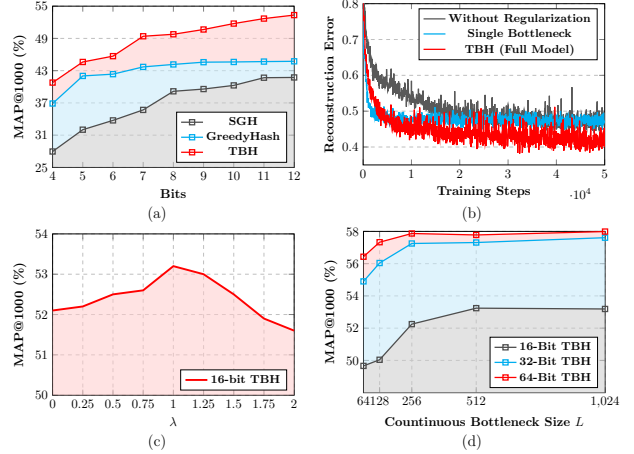 55
49
43
37
31
25
MAP@1000 (%)
SGH
GreedyHash
TBH
4 5 6 7 8 9 10 11 12
Bits
(a)
0.8
0.7
0.6
0.5
0.4
Reconstruction Error
Without Regularization
Single Bottleneck
TBH (Full Model)
0 1 2 3 4 5
Training Steps
·10⁴
(b)
54
53
52
51
50
MAP@1000 (%)
16-bit TBH
0 0.25 0.5 0.75 1 1.25 1.5 1.75 2
λ
(c)
58
56
54
52
50
MAP@1000 (%)
16-Bit TBH
32-Bit TBH
64-Bit TBH
64 128 256 512 1,024
Countinuous Bottleneck Size L
(d)